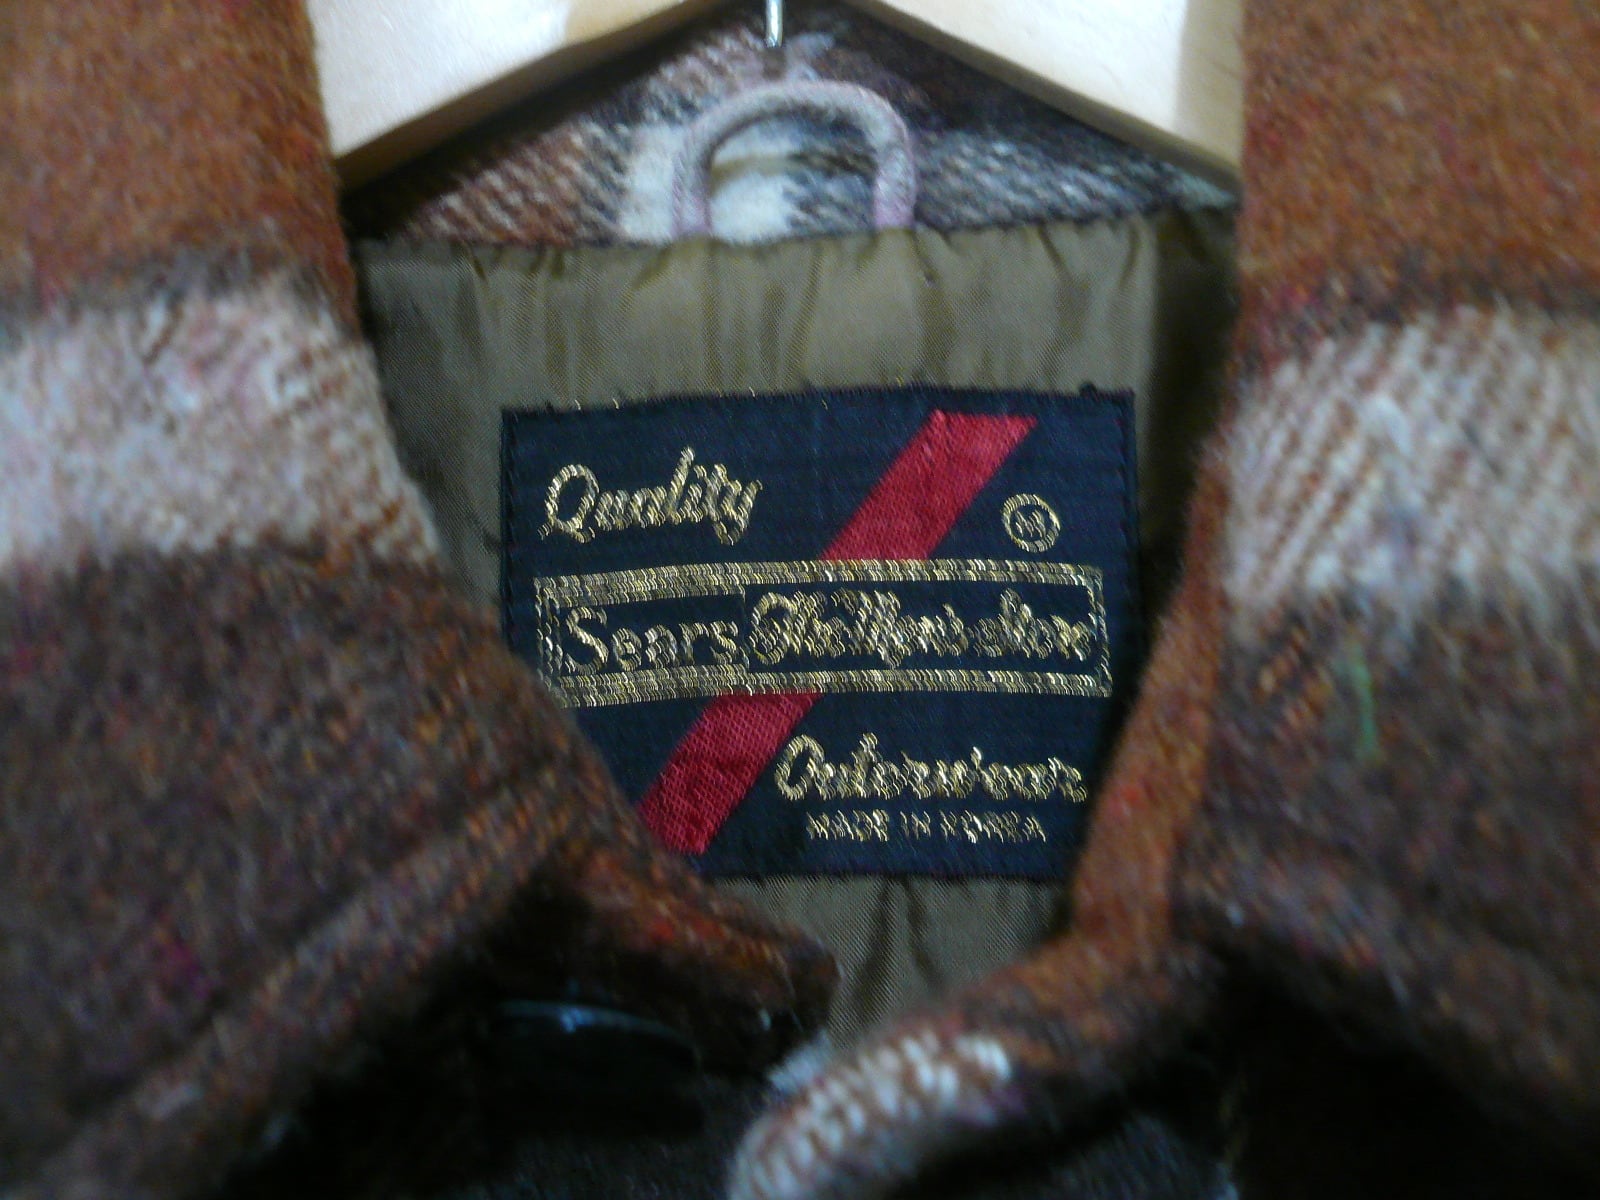 Quality
Sears The Men's Store
Outerwear
MADE IN KOREA